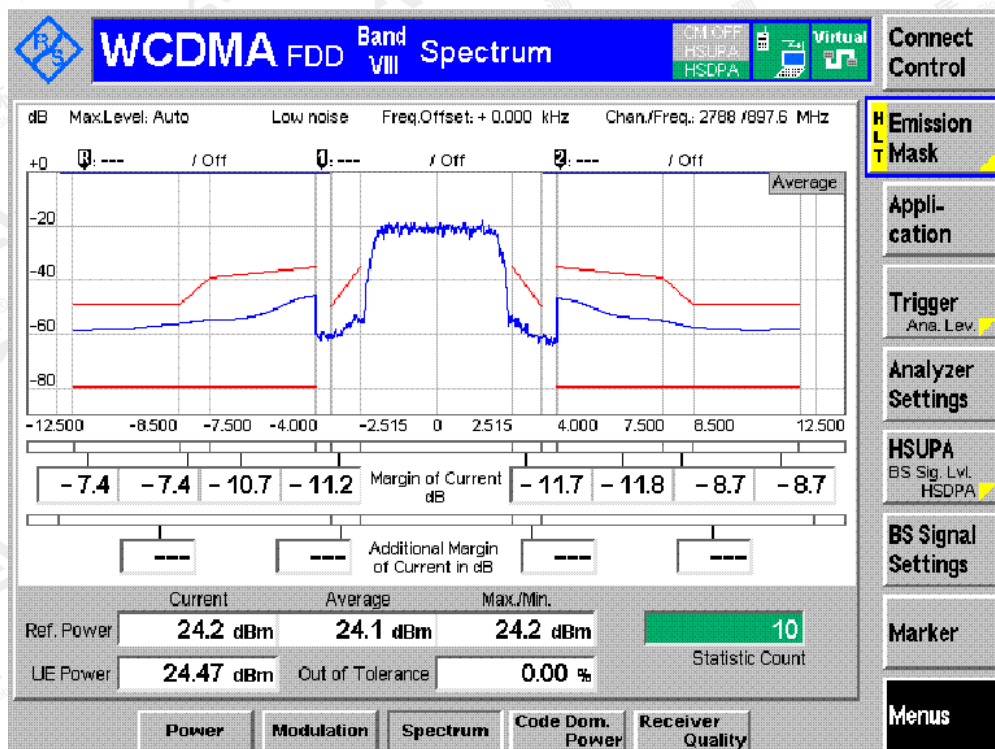 R S
WCDMA FDD Band VIII Spectrum
CM OFF
HSUPA
HSDPA
Virtual
Connect Control
dB Max.Level: Auto Low noise Freq.Offset: + 0.000 kHz Chan./Freq.: 2788 /897.6 MHz
R: --- / Off 1: --- / Off 2: --- / Off
Average
+0
-20
-40
-60
-80
-12.500 -8.500 -7.500 -4.000 -2.515 0 2.515 4.000 7.500 8.500 12.500
- 7.4 - 7.4 - 10.7 - 11.2 Margin of Current dB - 11.7 - 11.8 - 8.7 - 8.7
--- --- Additional Margin of Current in dB --- ---
Current Average Max./Min.
Ref. Power 24.2 dBm 24.1 dBm 24.2 dBm 10
Statistic Count
UE Power 24.47 dBm Out of Tolerance 0.00 %
Power Modulation Spectrum Code Dom. Power Receiver Quality
HLT
Emission Mask
Appli- cation
Trigger
Ana. Lev.
Analyzer Settings
HSUPA
BS Sig. Lvl.
HSDPA
BS Signal Settings
Marker
Menus